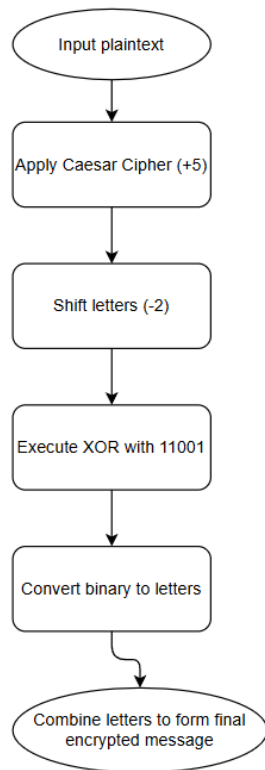 Input plaintext
Apply Caesar Cipher (+5)
Shift letters (-2)
Execute XOR with 11001
Convert binary to letters
Combine letters to form final
encrypted message